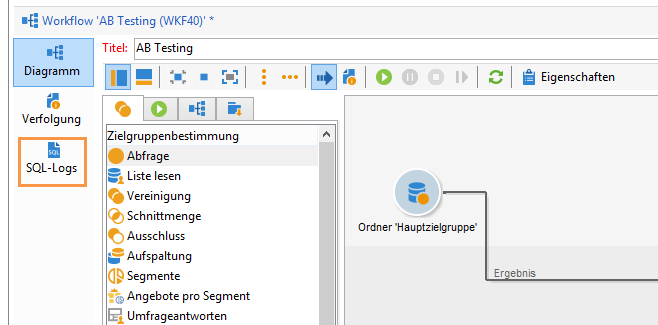 Workflow 'AB Testing (WKF40)' *
Diagramm
Verfolgung
SQL
SQL-Logs
Titel: AB Testing
Eigenschaften
Zielgruppenbestimmung
Abfrage
Liste lesen
Vereinigung
Schnittmenge
Ausschluss
Aufspaltung
Segmente
Angebote pro Segment
Umfrageantworten
Ordner 'Hauptzielgruppe'
Ergebnis